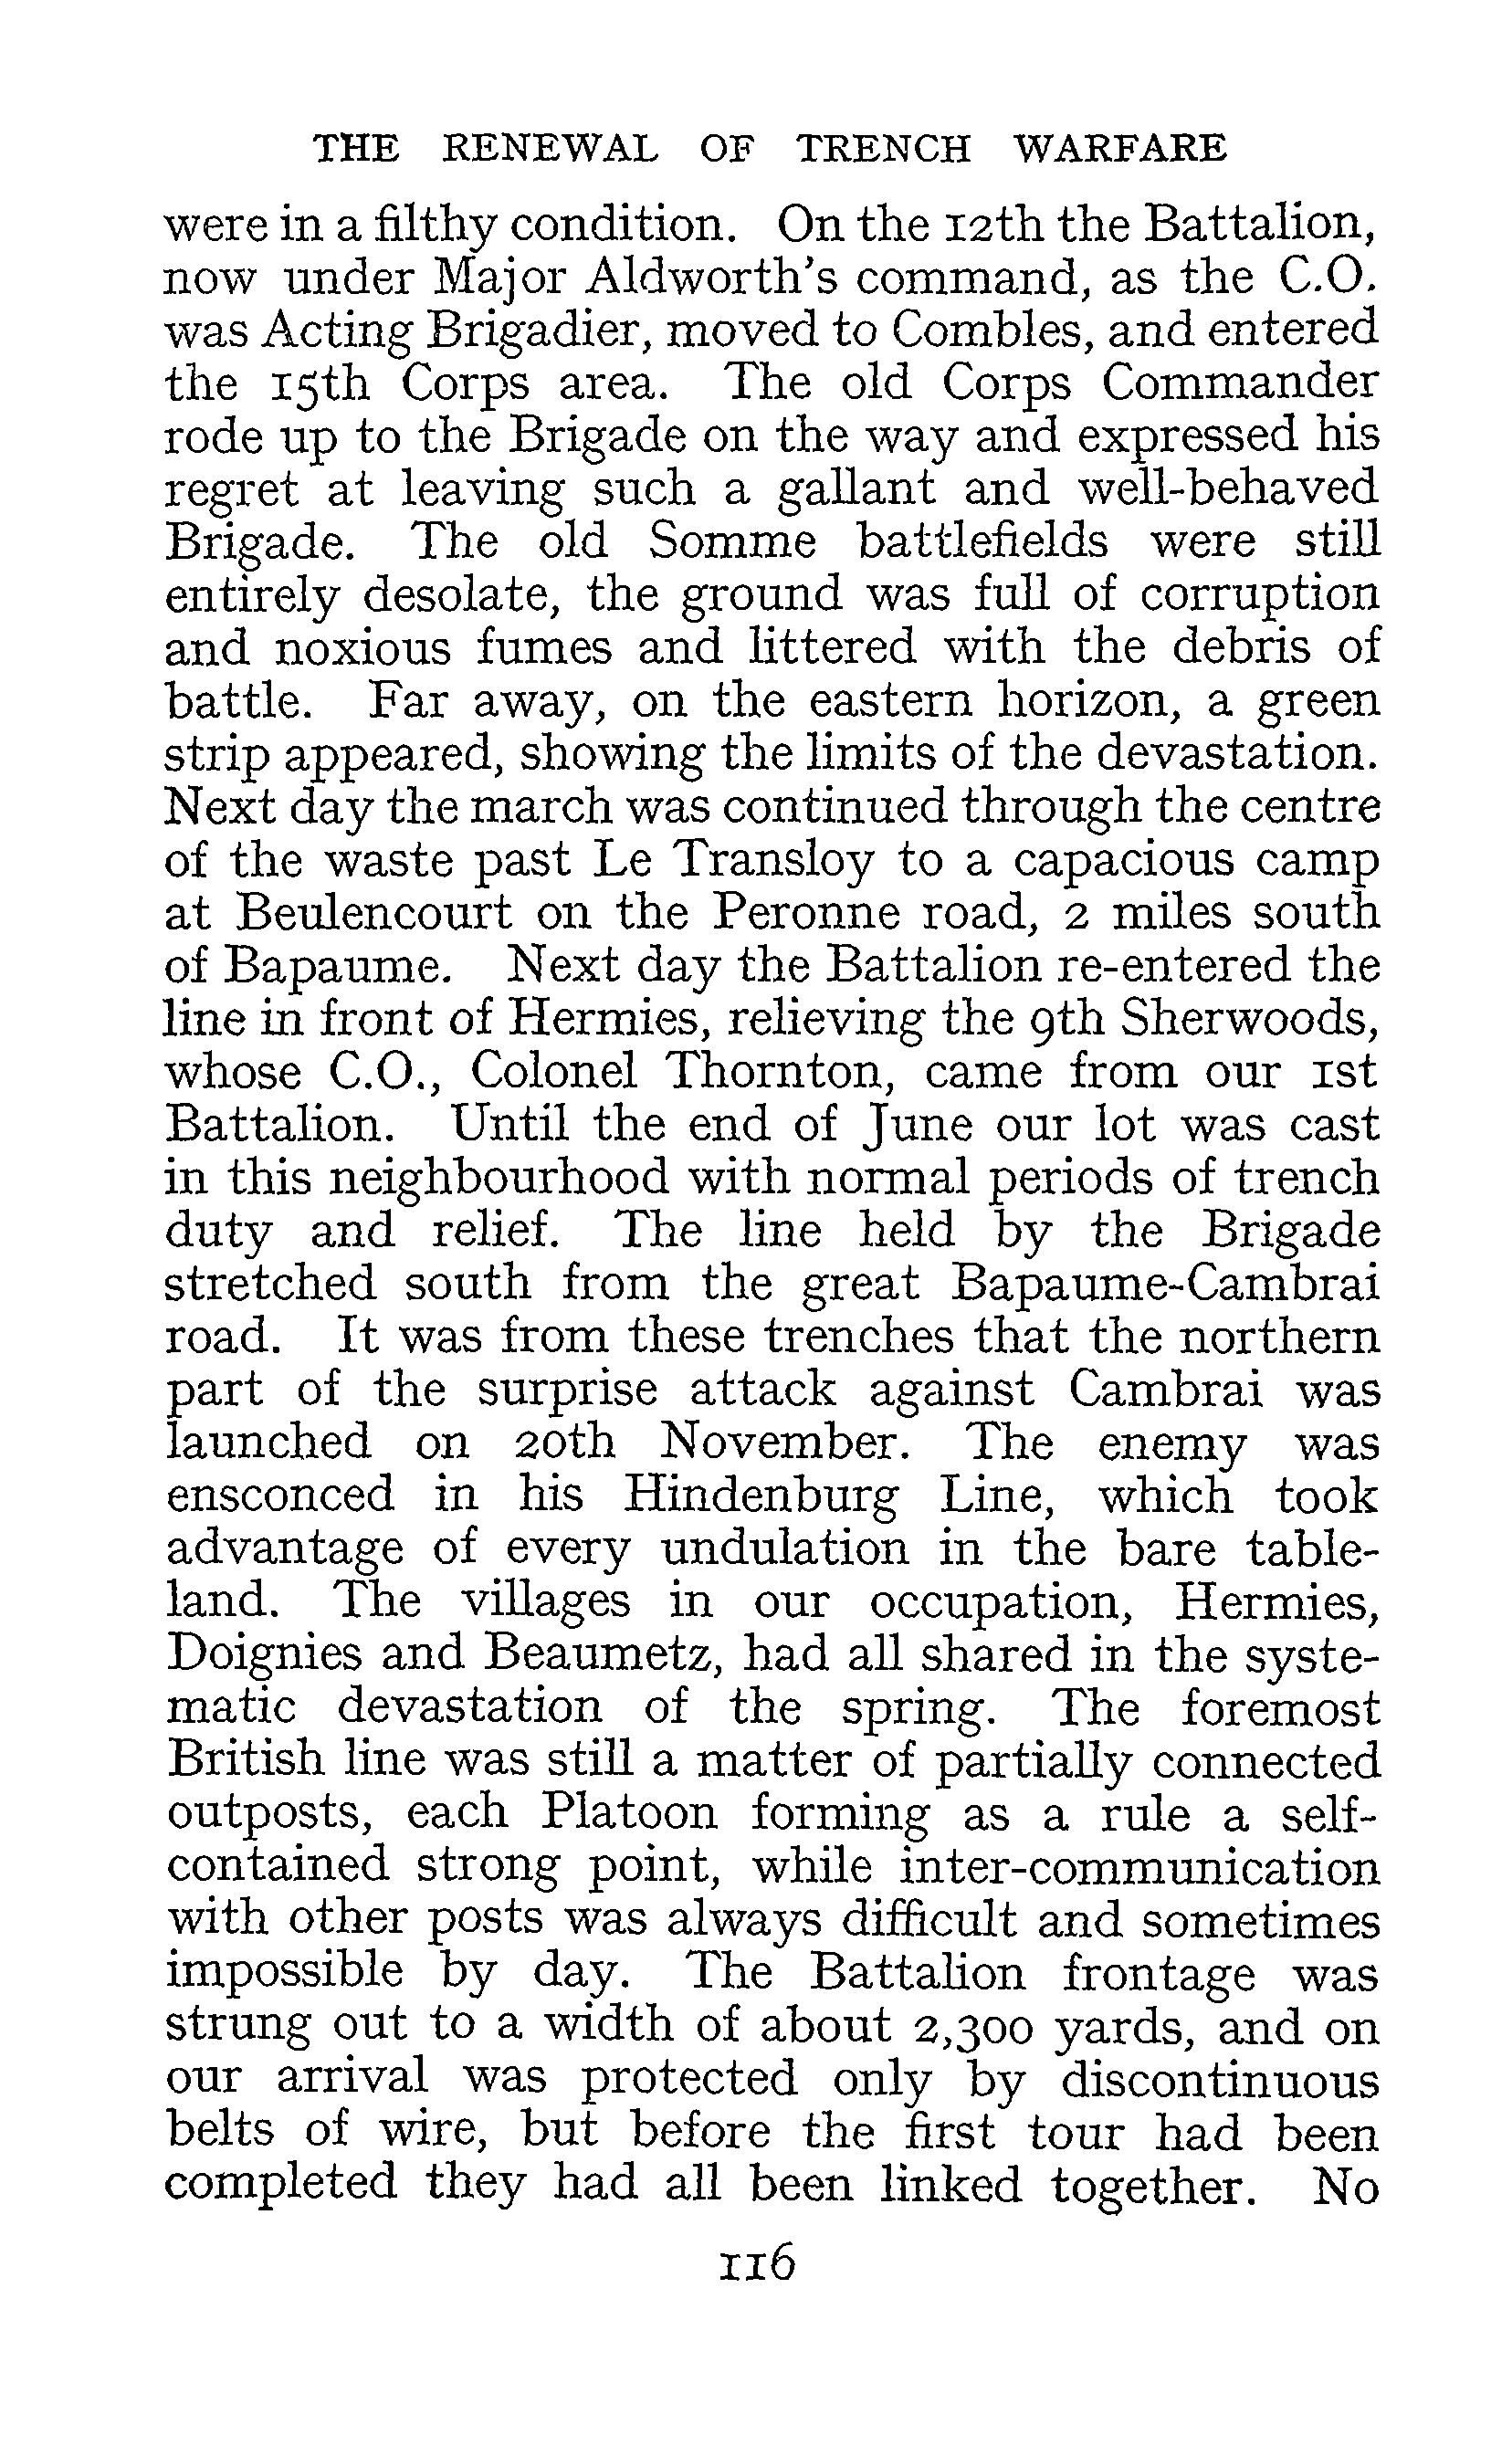 THE RENEWAL OF TRENCH WARFARE
were in a filthy condition. On the 12th the Battalion,
now under Major Aldworth's command, as the C.O.
was Acting Brigadier, moved to Combles, and entered
the 15th Corps area. The old Corps Commander
rode up to the Brigade on the way and expressed his
regret at leaving such a gallant and well-behaved
Brigade. The old Somme battlefields were still
entirely desolate, the ground was full of corruption
and noxious fumes and littered with the debris of
battle. Far away, on the eastern horizon, a green
strip appeared, showing the limits of the devastation.
Next day the march was continued through the centre
of the waste past Le Transloy to a capacious camp
at Beulencourt on the Peronne road, 2 miles south
of Bapaume. Next day the Battalion re-entered the
line in front of Hermies, relieving the 9th Sherwoods,
whose C.O., Colonel Thornton, came from our 1st
Battalion. Until the end of June our lot was cast
in this neighbourhood with normal periods of trench
duty and relief. The line held by the Brigade
stretched south from the great Bapaume-Cambrai
road. It was from these trenches that the northern
part of the surprise attack against Cambrai was
launched on 20th November. The enemy was
ensconced in his Hindenburg Line, which took
advantage of every undulation in the bare table-
land. The villages in our occupation, Hermies,
Doignies and Beaumetz, had all shared in the syste-
matic devastation of the spring. The foremost
British line was still a matter of partially connected
outposts, each Platoon forming as a rule a self-
contained strong point, while inter-communication
with other posts was always difficult and sometimes
impossible by day. The Battalion frontage was
strung out to a width of about 2,300 yards, and on
our arrival was protected only by discontinuous
belts of wire, but before the first tour had been
completed they had all been linked together. No
116